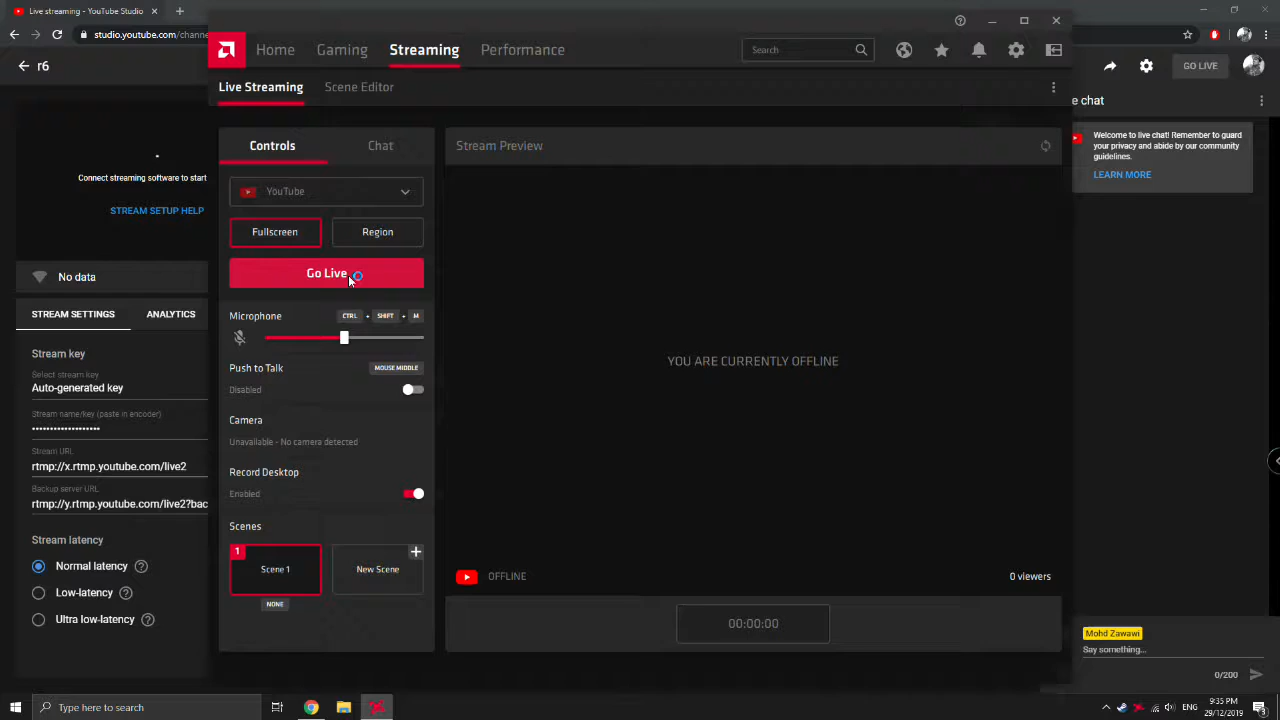 Live streaming - YouTube Studio
studio.youtube.com/channe
r6
GO LIVE
Home
Gaming
Streaming
Performance
Search
Live Streaming
Scene Editor
e chat
Welcome to live chat! Remember to guard
your privacy and abide by our community
guidelines.
LEARN MORE
Connect streaming software to start
STREAM SETUP HELP
No data
STREAM SETTINGS
ANALYTICS
Stream key
Select stream key
Auto-generated key
Stream name/key (paste in encoder)
••••••••••••••••••
Stream URL
rtmp://x.rtmp.youtube.com/live2
Backup server URL
rtmp://y.rtmp.youtube.com/live2?bac
Stream latency
Normal latency
Low-latency
Ultra low-latency
Controls
Chat
YouTube
Fullscreen
Region
Go Live
Microphone
CTRL + SHIFT + M
Push to Talk
MOUSE MIDDLE
Disabled
Camera
Unavailable - No camera detected
Record Desktop
Enabled
Scenes
1
Scene 1
New Scene
NONE
Stream Preview
YOU ARE CURRENTLY OFFLINE
OFFLINE
0 viewers
00:00:00
Mohd Zawawi
Say something...
0/200
Type here to search
ENG
9:35 PM
29/12/2019
3